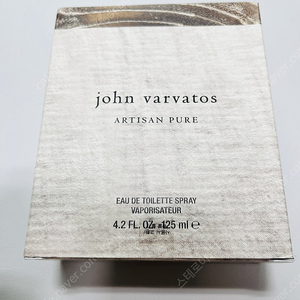 john varvatos
ARTISAN PURE
EAU DE TOILETTE SPRAY
VAPORISATEUR
4.2 FL. OZ. 125 ml ℮